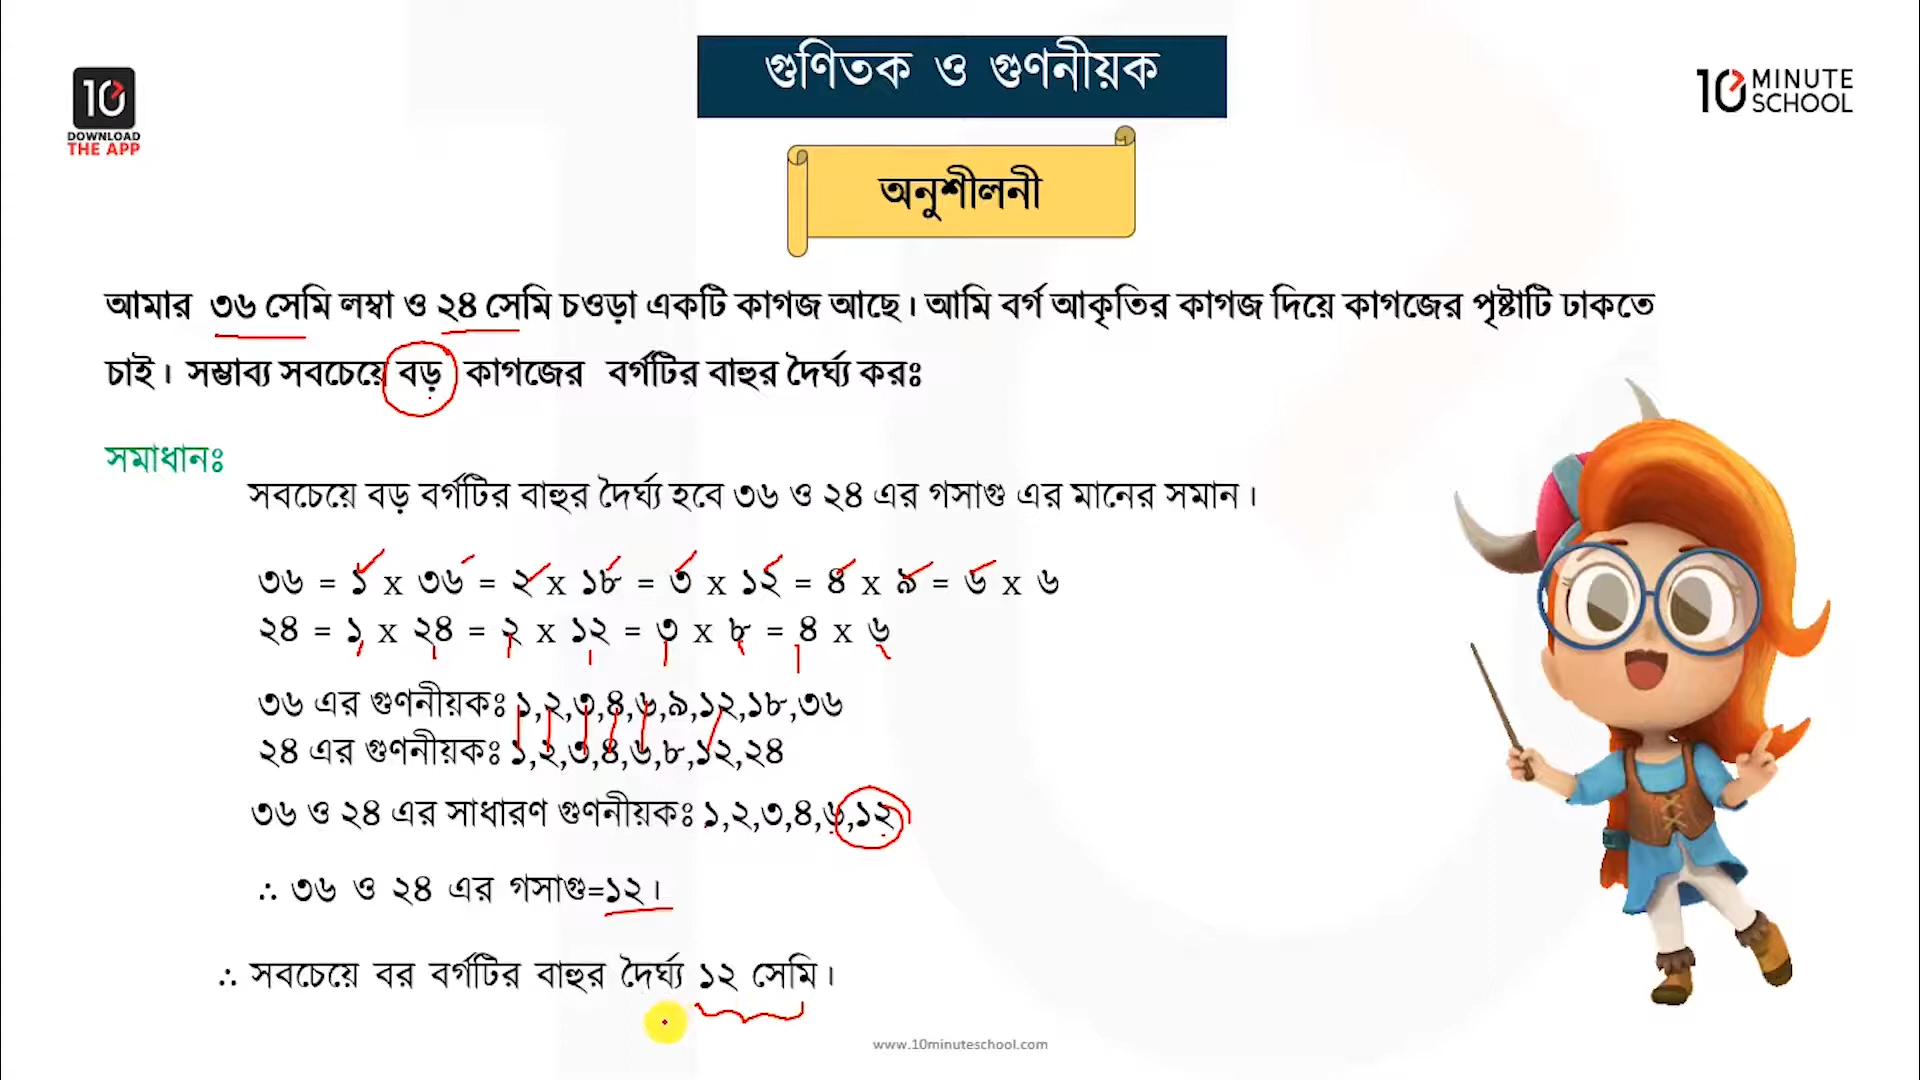 গুণিতক ও গুণনীয়ক
10 MINUTE SCHOOL
10
DOWNLOAD
THE APP
অনুশীলনী
আমার ৩৬ সেমি লম্বা ও ২৪ সেমি চওড়া একটি কাগজ আছে। আমি বর্গ আকৃতির কাগজ দিয়ে কাগজের পৃষ্টাটি ঢাকতে
চাই। সম্ভাব্য সবচেয়ে বড় কাগজের বর্গটির বাহুর দৈর্ঘ্য করঃ
সমাধানঃ
সবচেয়ে বড় বর্গটির বাহুর দৈর্ঘ্য হবে ৩৬ ও ২৪ এর গসাগু এর মানের সমান।
৩৬ = ১ x ৩৬ = ২ x ১৮ = ৩ x ১২ = ৪ x ৯ = ৬ x ৬
২৪ = ১ x ২৪ = ২ x ১২ = ৩ x ৮ = ৪ x ৬
৩৬ এর গুণনীয়কঃ ১,২,৩,৪,৬,৯,১২,১৮,৩৬
২৪ এর গুণনীয়কঃ ১,২,৩,৪,৬,৮,১২,২৪
৩৬ ও ২৪ এর সাধারণ গুণনীয়কঃ ১,২,৩,৪,৬,১২
∴ ৩৬ ও ২৪ এর গসাগু=১২।
∴ সবচেয়ে বর বর্গটির বাহুর দৈর্ঘ্য ১২ সেমি।
www.10minuteschool.com